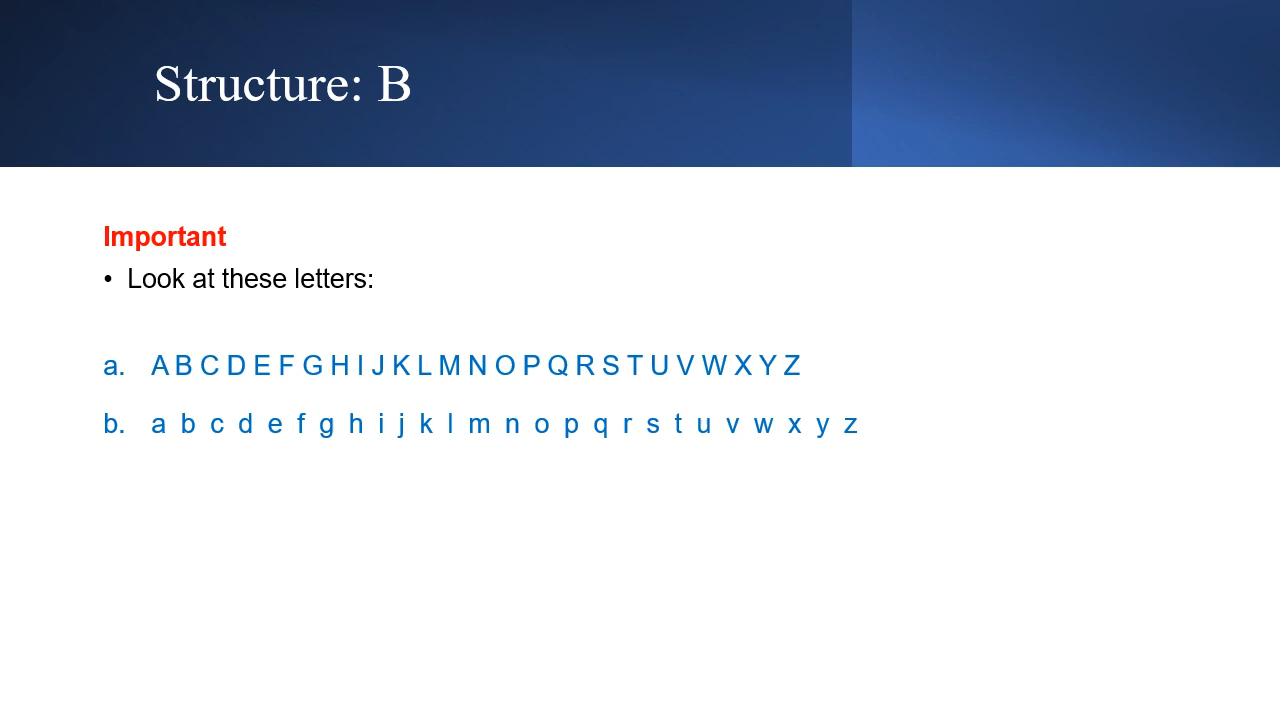 Structure: B
Important
• Look at these letters:
a. A B C D E F G H I J K L M N O P Q R S T U V W X Y Z
b. a b c d e f g h i j k l m n o p q r s t u v w x y z